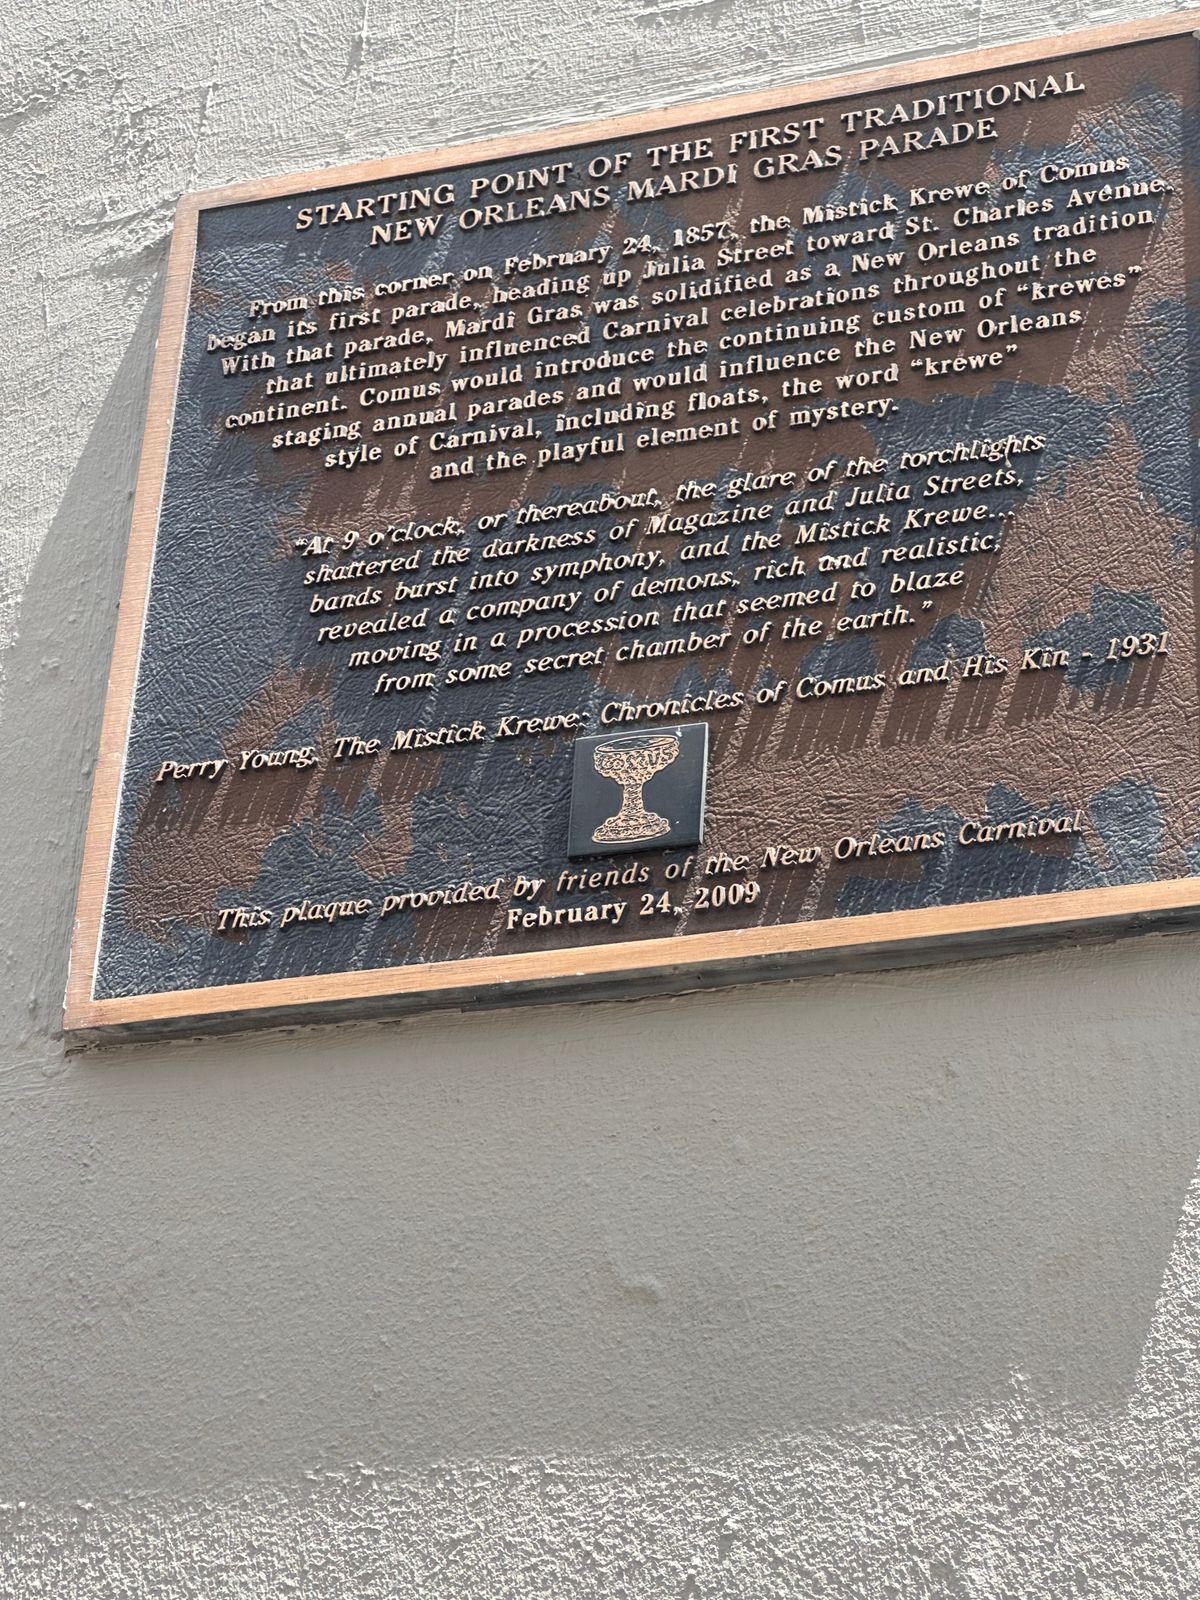 STARTING POINT OF THE FIRST TRADITIONAL
NEW ORLEANS MARDI GRAS PARADE
From this corner on February 24, 1857, the Mistick Krewe of Comus
began its first parade, heading up Julia Street toward St. Charles Avenue.
With that parade, Mardi Gras was solidified as a New Orleans tradition
that ultimately influenced Carnival celebrations throughout the
continent. Comus would introduce the continuing custom of “krewes”
staging annual parades and would influence the New Orleans
style of Carnival, including floats, the word “krewe”
and the playful element of mystery.
“At 9 o’clock, or thereabout, the glare of the torchlights
shattered the darkness of Magazine and Julia Streets,
bands burst into symphony, and the Mistick Krewe...
revealed a company of demons, rich and realistic,
moving in a procession that seemed to blaze
from some secret chamber of the earth.”
Perry Young, The Mistick Krewe: Chronicles of Comus and His Kin - 1931
COMUS
This plaque provided by friends of the New Orleans Carnival
February 24, 2009